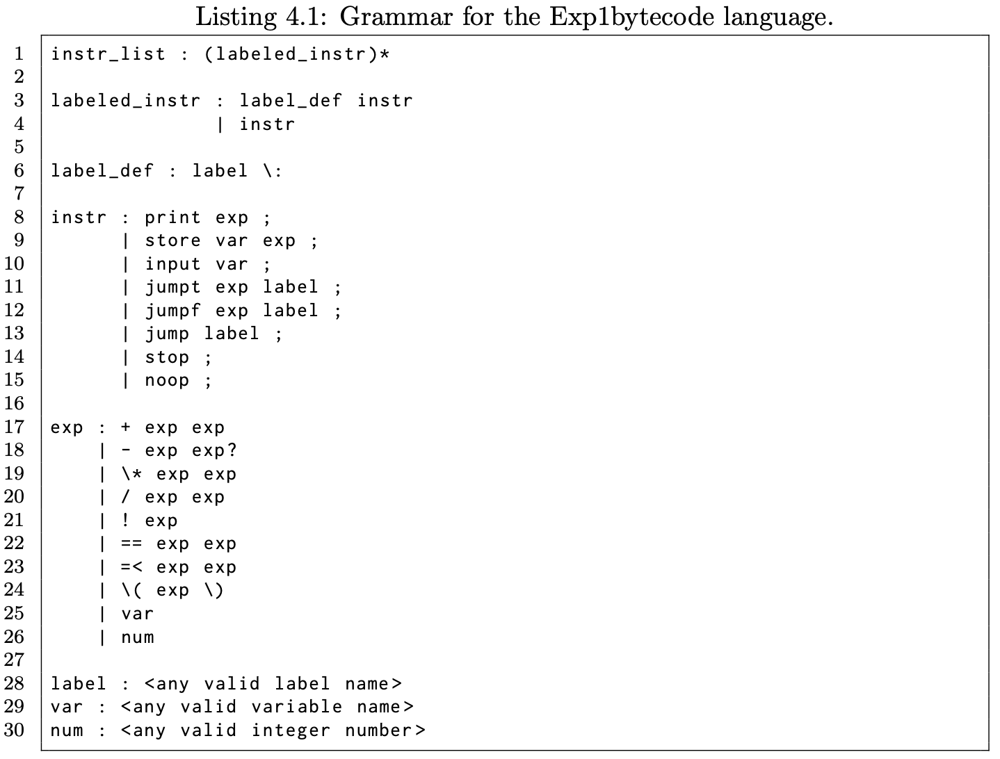 Listing 4.1: Grammar for the Exp1bytecode language.
1 instr_list : (labeled_instr)*
2
3 labeled_instr : label_def instr
4               | instr
5
6 label_def : label \:
7
8 instr : print exp ;
9       | store var exp ;
10       | input var ;
11       | jumpt exp label ;
12       | jumpf exp label ;
13       | jump label ;
14       | stop ;
15       | noop ;
16
17 exp : + exp exp
18     | - exp exp?
19     | \* exp exp
20     | / exp exp
21     | ! exp
22     | == exp exp
23     | =< exp exp
24     | \( exp \)
25     | var
26     | num
27
28 label : <any valid label name>
29 var : <any valid variable name>
30 num : <any valid integer number>